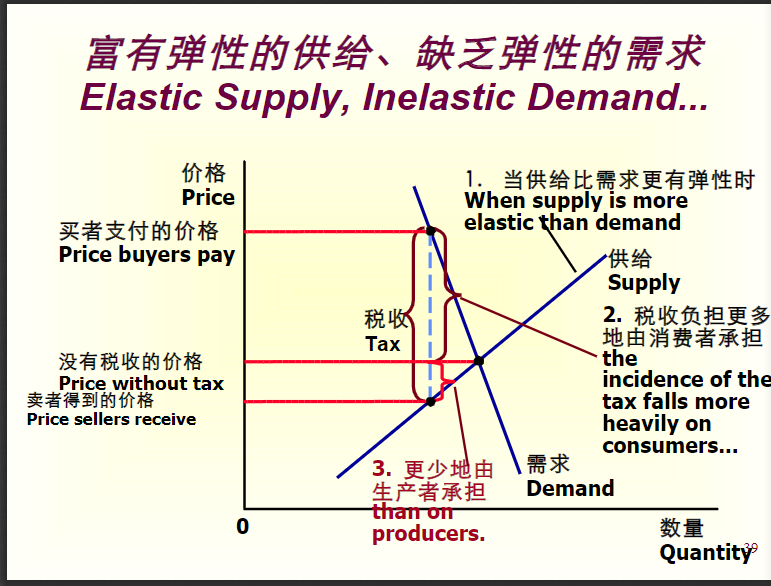 富有弹性的供给、缺乏弹性的需求
Elastic Supply, Inelastic Demand...
价格
Price
1. 当供给比需求更有弹性时
When supply is more
elastic than demand
买者支付的价格
Price buyers pay
供给
Supply
税收
Tax
2. 税收负担更多
地由消费者承担
the
incidence of the
tax falls more
heavily on
consumers...
没有税收的价格
Price without tax
卖者得到的价格
Price sellers receive
3. 更少地由
生产者承担
than on
producers.
需求
Demand
0
数量
Quantity
39